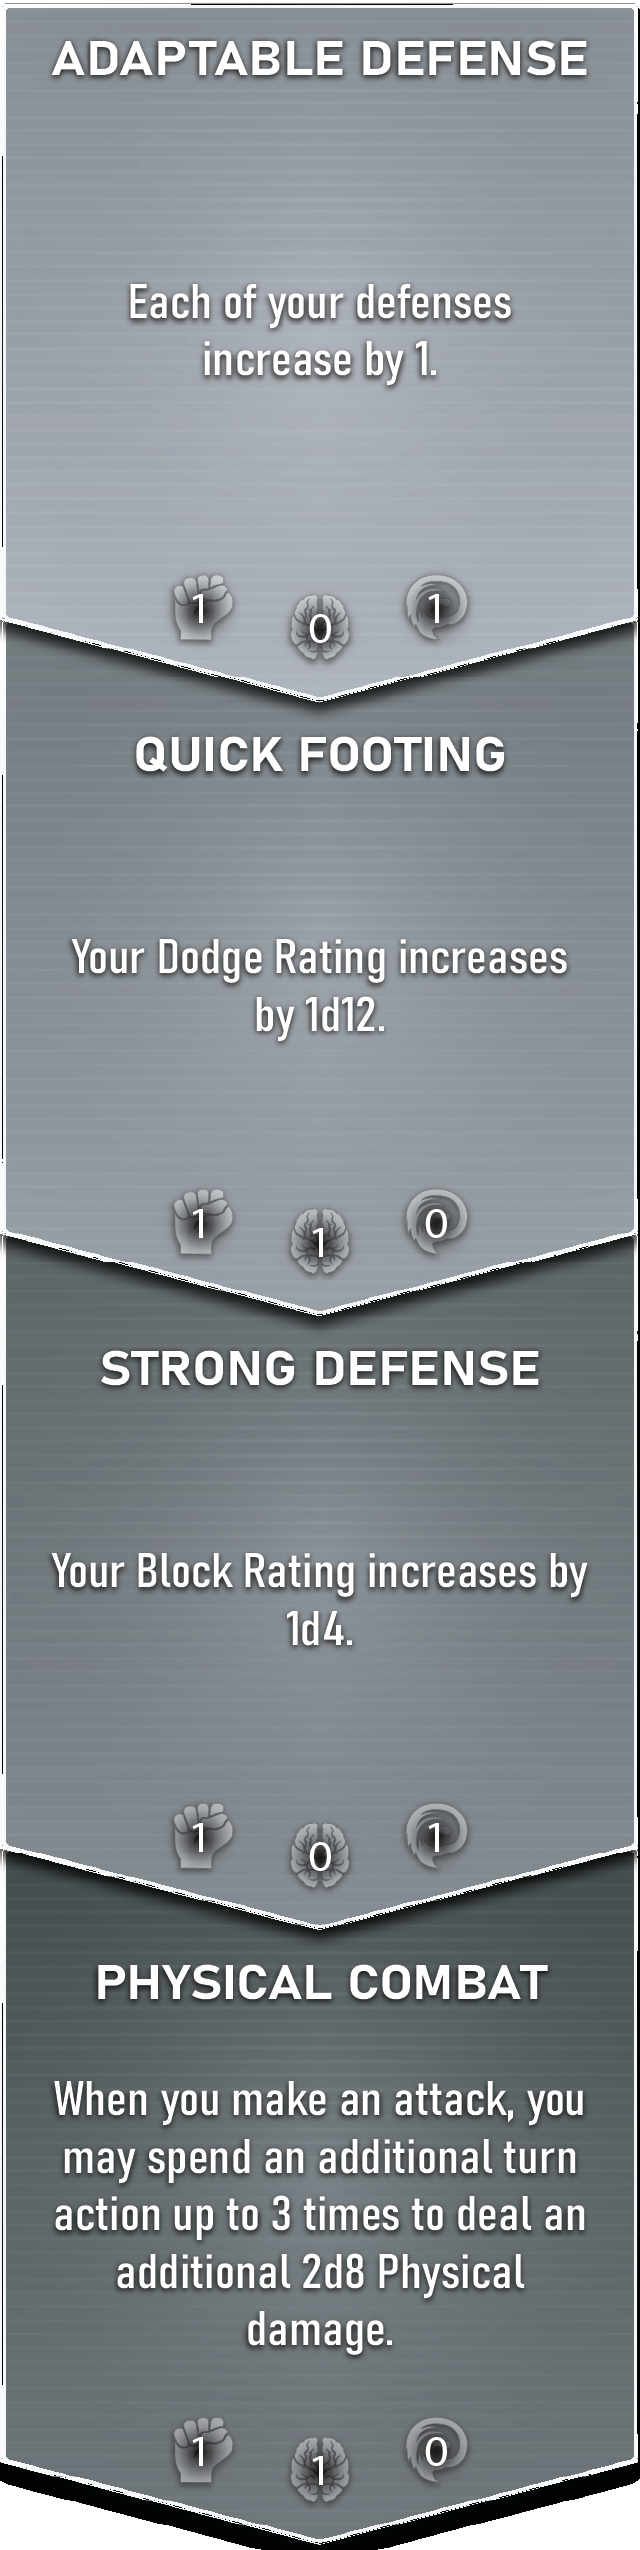 ADAPTABLE DEFENSE
Each of your defenses
increase by 1.
1 0 1
QUICK FOOTING
Your Dodge Rating increases
by 1d12.
1 1 0
STRONG DEFENSE
Your Block Rating increases by
1d4.
1 0 1
PHYSICAL COMBAT
When you make an attack, you
may spend an additional turn
action up to 3 times to deal an
additional 2d8 Physical
damage.
1 1 0